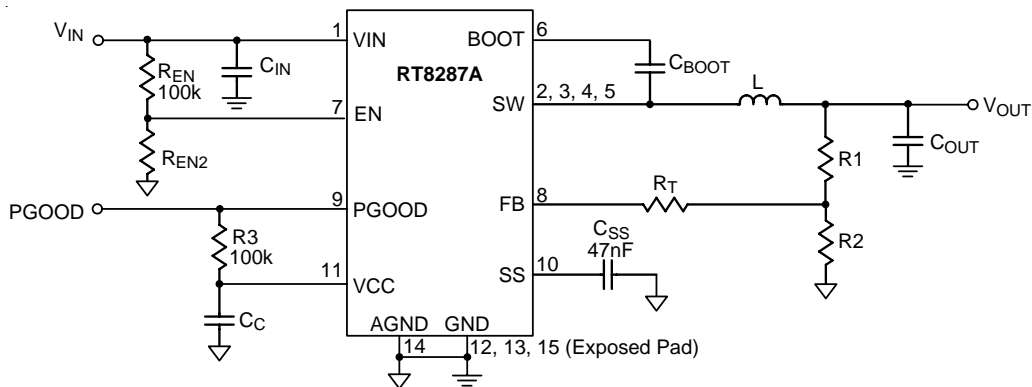 V_IN
1
VIN
BOOT
6
R_EN
100k
C_IN
RT8287A
C_BOOT
2, 3, 4, 5
SW
L
V_OUT
7
EN
R_EN2
C_OUT
R1
PGOOD
9
PGOOD
FB
8
R_T
R3
100k
C_SS
47nF
R2
11
VCC
SS
10
C_C
AGND
GND
14
12, 13, 15 (Exposed Pad)